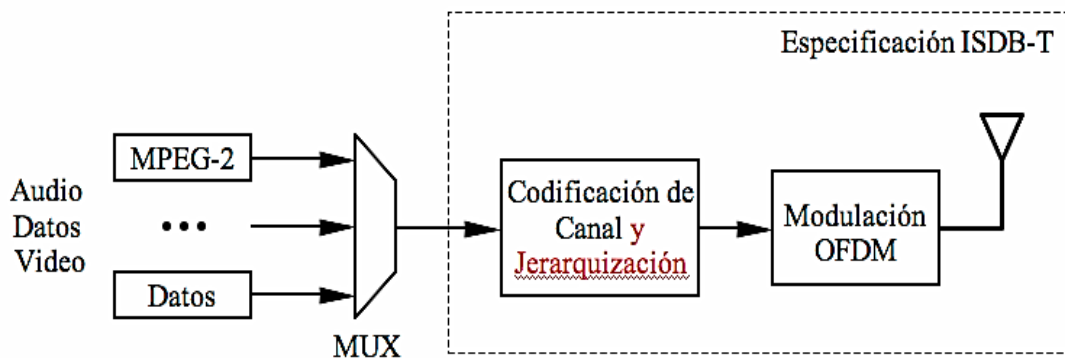 Especificación ISDB-T
MPEG-2
Audio
Datos
Video
Datos
MUX
Codificación de
Canal y
Jerarquización
Modulación
OFDM